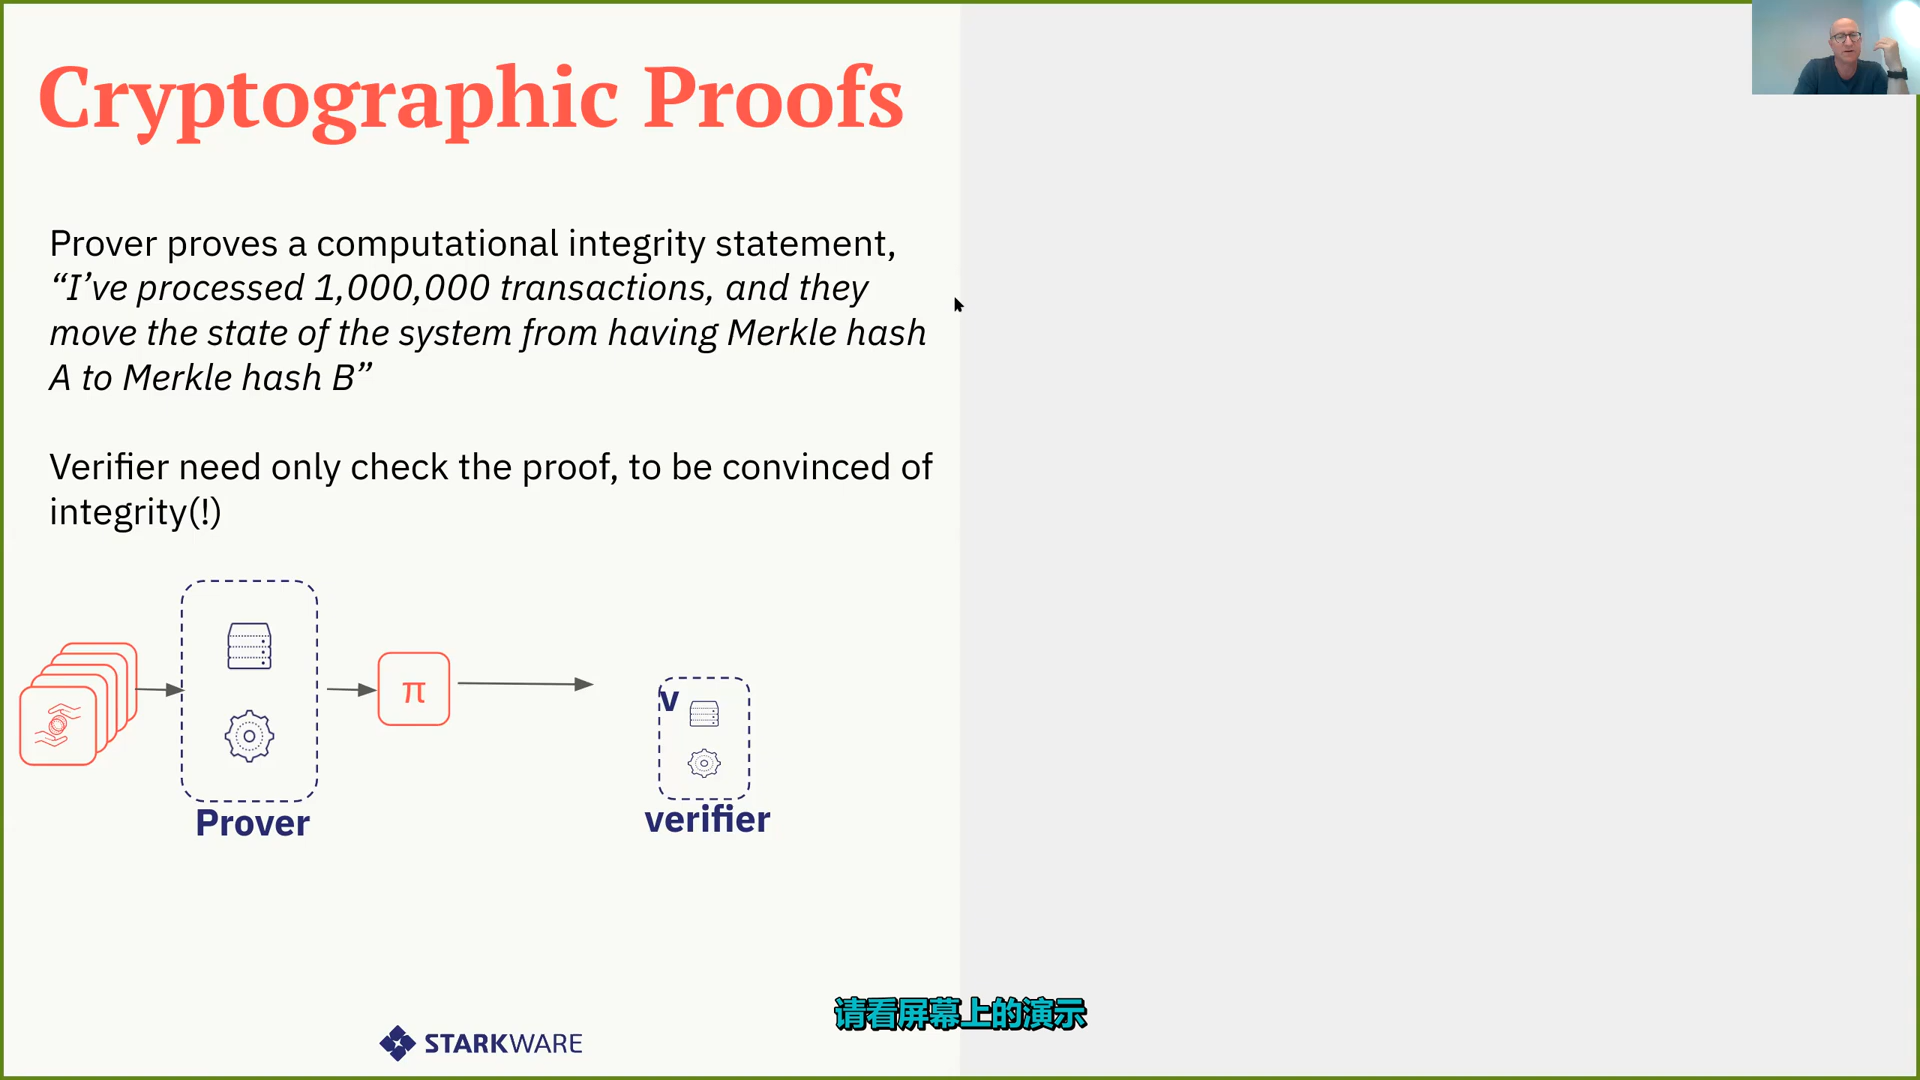 Cryptographic Proofs
Prover proves a computational integrity statement,
“I’ve processed 1,000,000 transactions, and they
move the state of the system from having Merkle hash
A to Merkle hash B”
Verifier need only check the proof, to be convinced of
integrity(!)
π
v
Prover
verifier
请看屏幕上的演示
STARKWARE